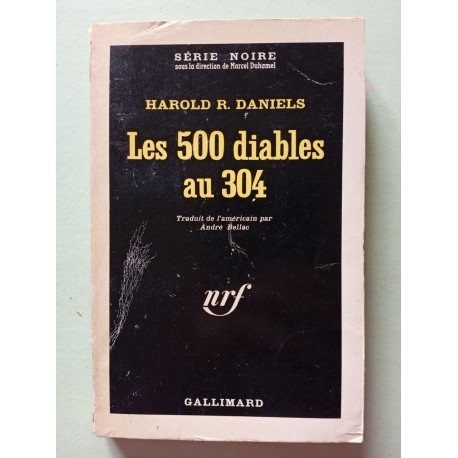 SÉRIE NOIRE
sous la direction de Marcel Duhamel
HAROLD R. DANIELS
Les 500 diables
au 304
Traduit de l'américain par
André Bellac
nrf
GALLIMARD